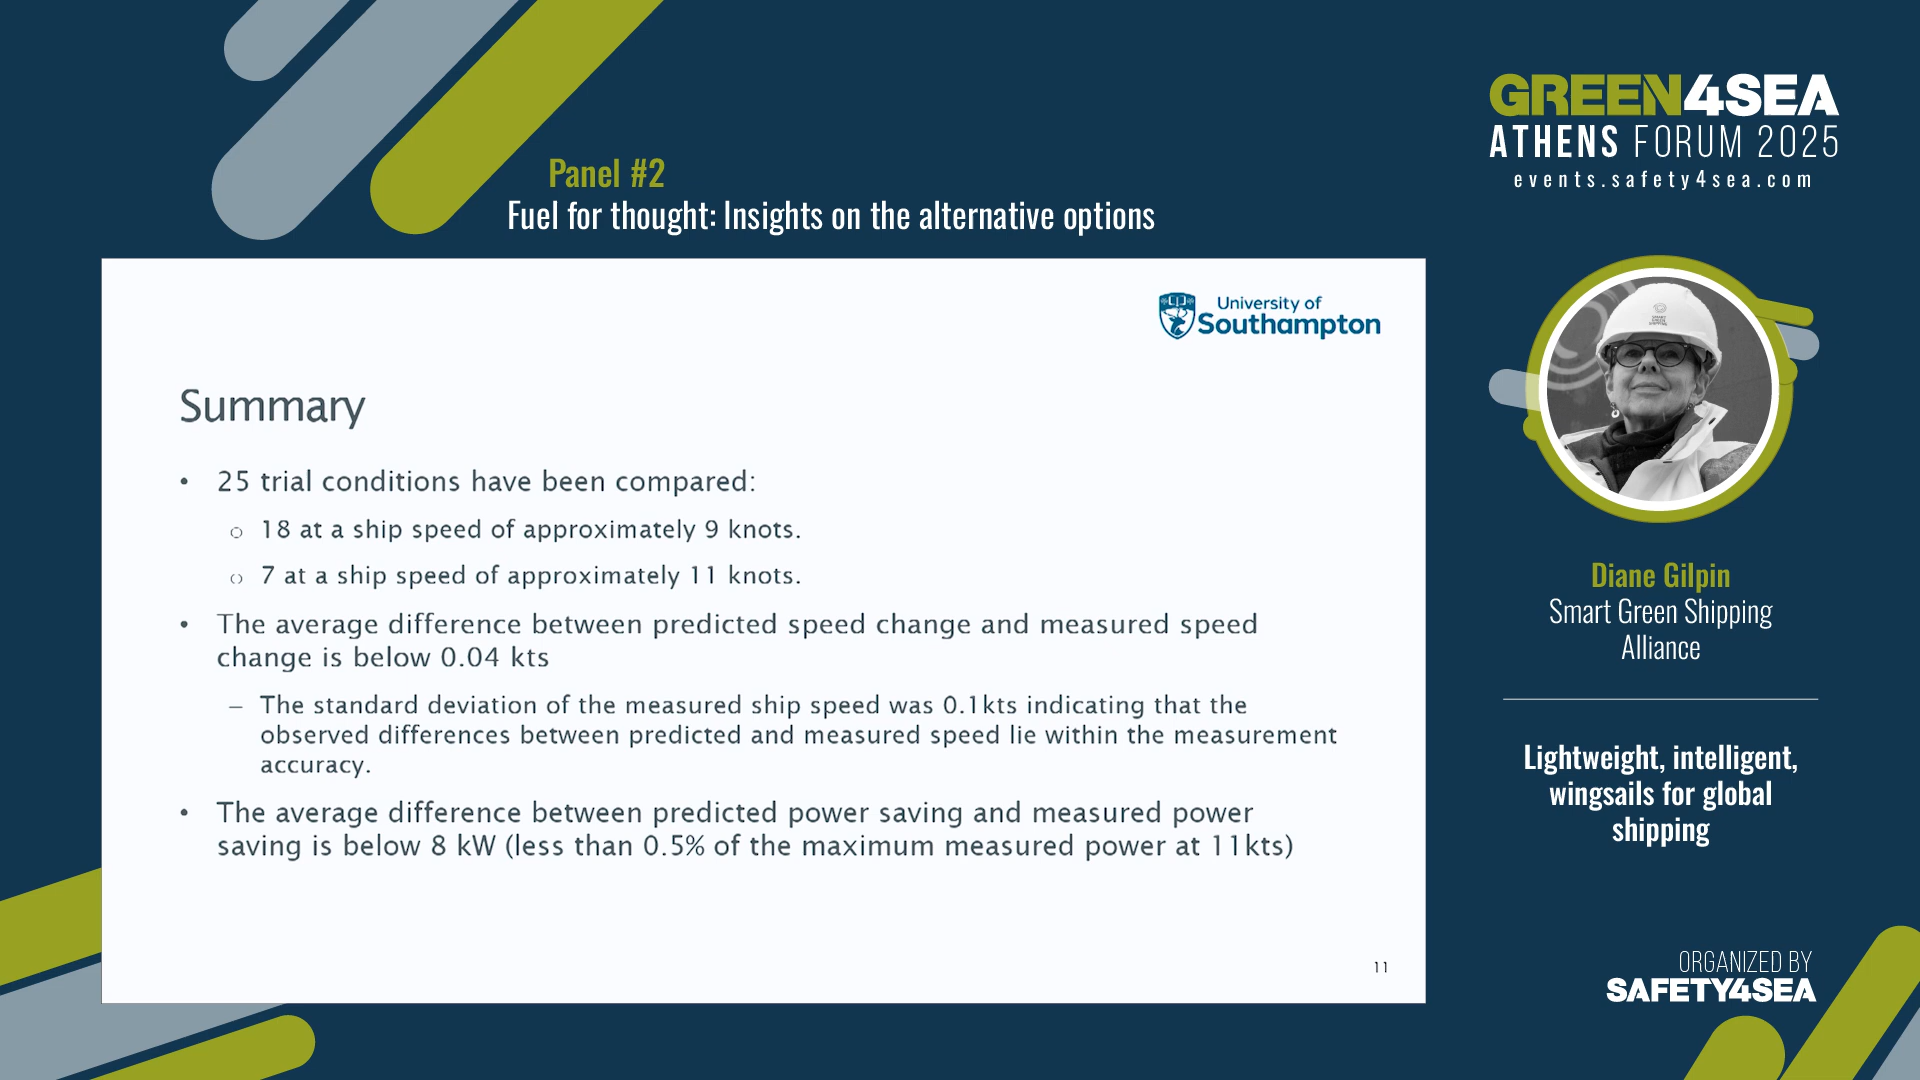 Panel #2
Fuel for thought: Insights on the alternative options
GREEN4SEA
ATHENS FORUM 2025
events.safety4sea.com
University of
Southampton
Summary
• 25 trial conditions have been compared:
○ 18 at a ship speed of approximately 9 knots.
○ 7 at a ship speed of approximately 11 knots.
• The average difference between predicted speed change and measured speed
change is below 0.04 kts
– The standard deviation of the measured ship speed was 0.1kts indicating that the
observed differences between predicted and measured speed lie within the measurement
accuracy.
• The average difference between predicted power saving and measured power
saving is below 8 kW (less than 0.5% of the maximum measured power at 11kts)
11
Diane Gilpin
Smart Green Shipping
Alliance
Lightweight, intelligent,
wingsails for global
shipping
ORGANIZED BY
SAFETY4SEA